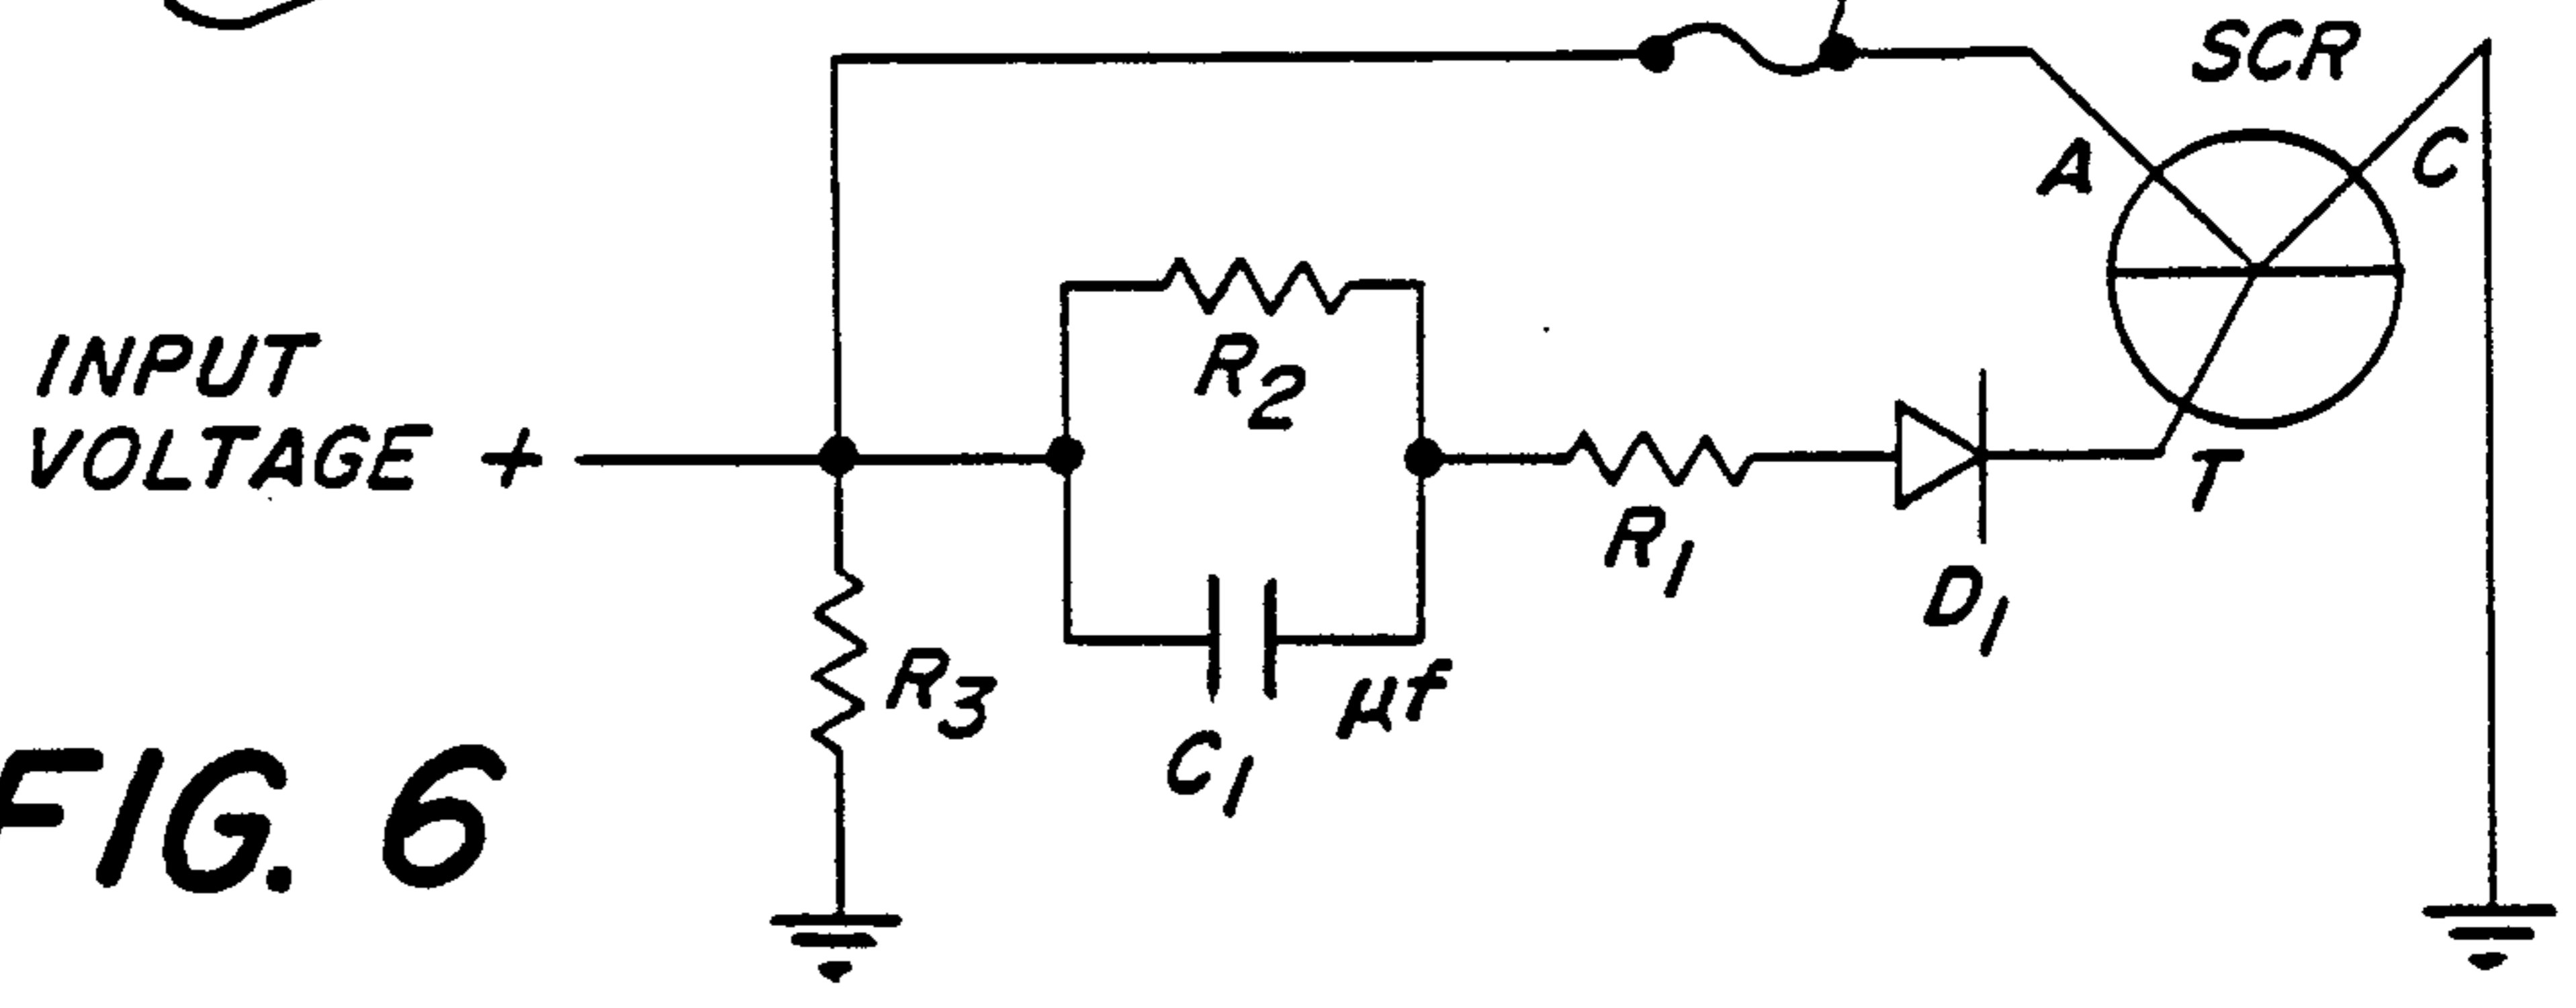 SCR
A
C
INPUT
VOLTAGE +
R2
R1
T
D1
R3
C1
µf
FIG. 6